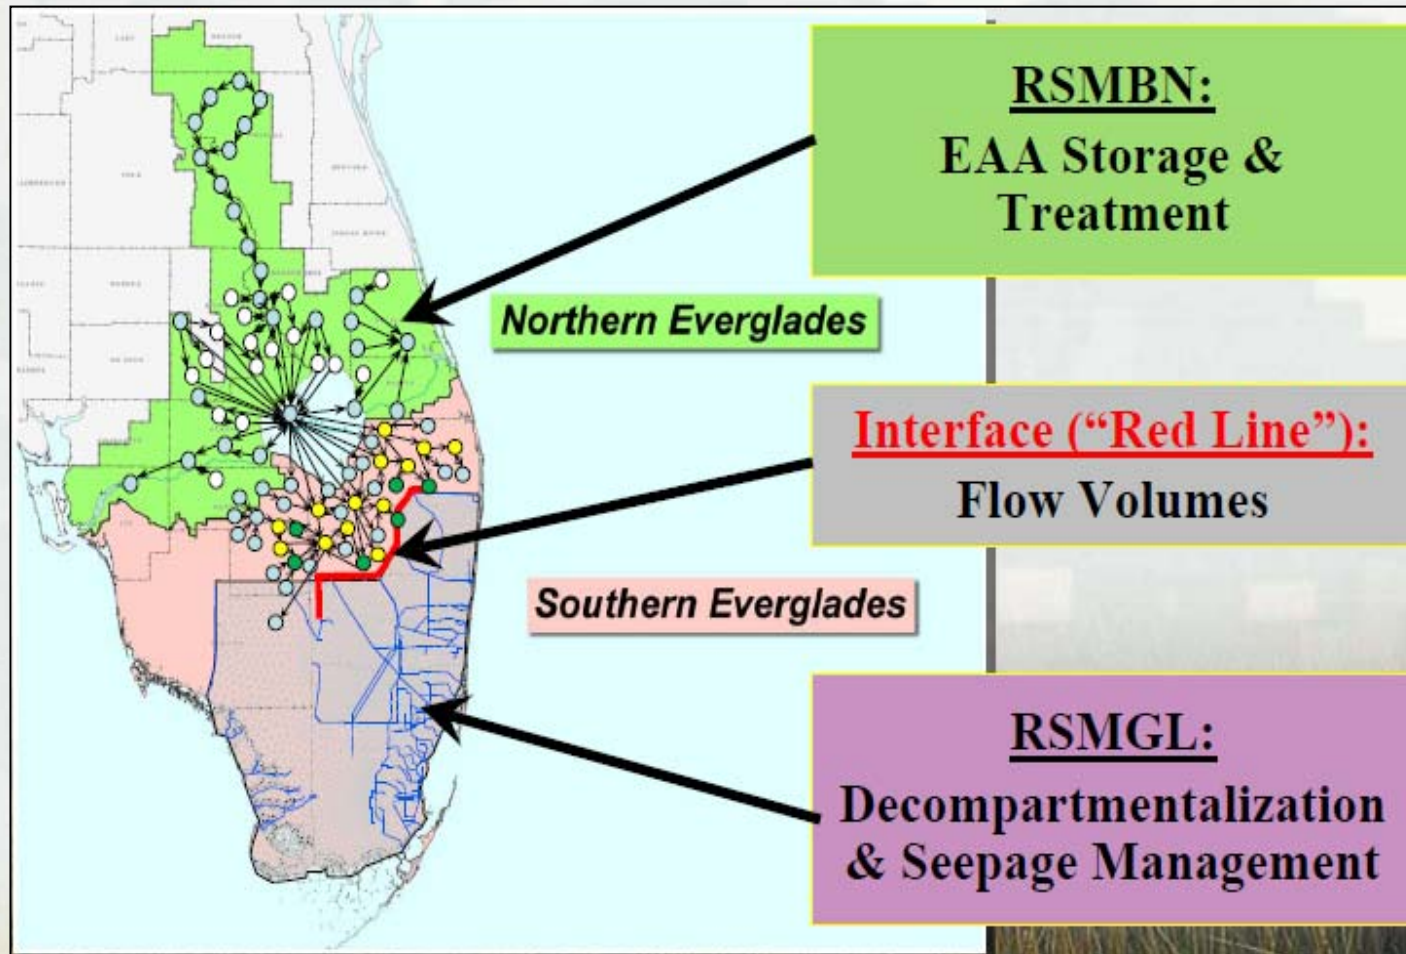 RSMBN:
EAA Storage &
Treatment
Northern Everglades
Interface (“Red Line”):
Flow Volumes
Southern Everglades
RSMGL:
Decompartmentalization
& Seepage Management